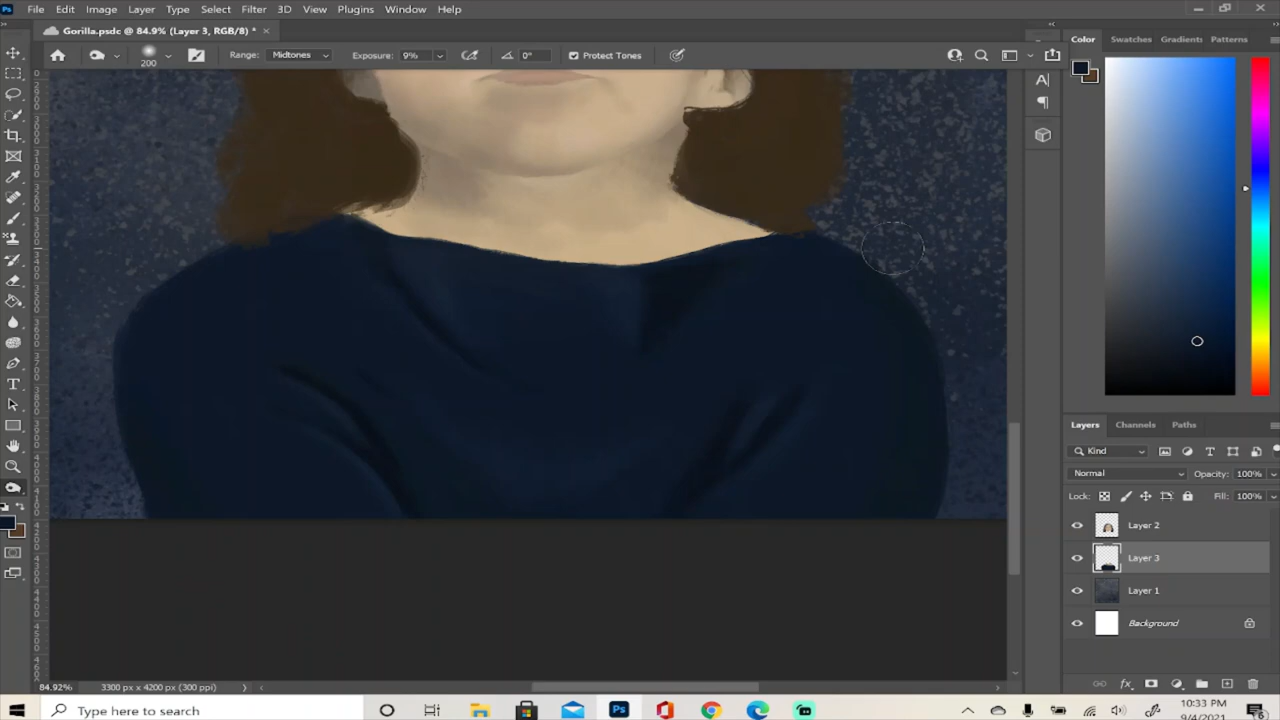 Ps File Edit Image Layer Type Select Filter 3D View Plugins Window Help
Gorilla.psdc @ 84.9% (Layer 3, RGB/8) *
200 Range: Midtones Exposure: 9% 0° Protect Tones
Color Swatches Gradients Patterns
A
T
Layers Channels Paths
Kind T
Normal Opacity: 100%
Lock: Fill: 100%
Layer 2
Layer 3
Layer 1
Background
fx
84.92% 3300 px x 4200 px (300 ppi)
Type here to search
Ps
10:33 PM
9/4/2021